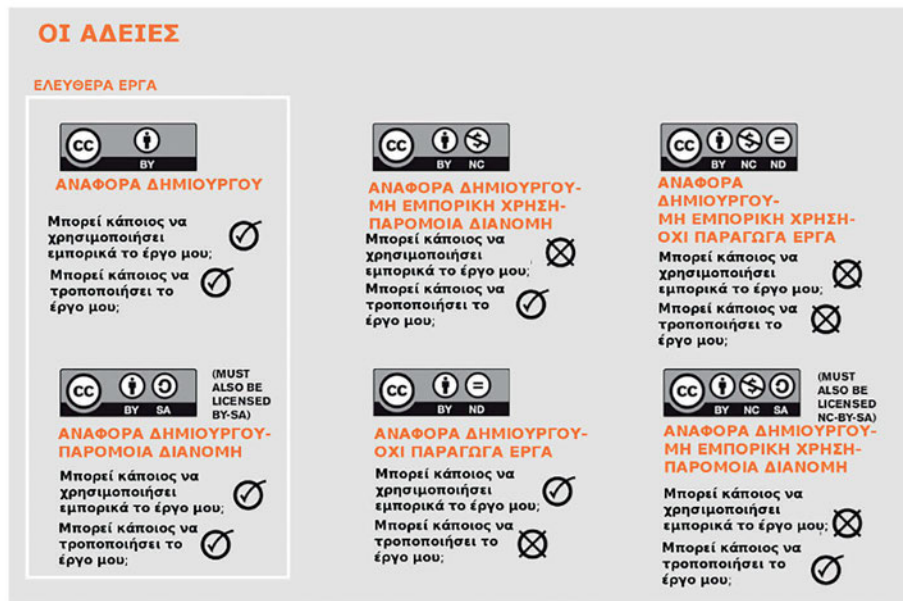 ΟΙ ΑΔΕΙΕΣ
ΕΛΕΥΘΕΡΑ ΕΡΓΑ
CC BY
ΑΝΑΦΟΡΑ ΔΗΜΙΟΥΡΓΟΥ
Μπορεί κάποιος να
χρησιμοποιήσει
εμπορικά το έργο μου;
Μπορεί κάποιος να
τροποποιήσει το
έργο μου;
CC BY NC
ΑΝΑΦΟΡΑ ΔΗΜΙΟΥΡΓΟΥ-
ΜΗ ΕΜΠΟΡΙΚΗ ΧΡΗΣΗ-
ΠΑΡΟΜΟΙΑ ΔΙΑΝΟΜΗ
Μπορεί κάποιος να
χρησιμοποιήσει
εμπορικά το έργο μου;
Μπορεί κάποιος να
τροποποιήσει το
έργο μου;
CC BY NC ND
ΑΝΑΦΟΡΑ
ΔΗΜΙΟΥΡΓΟΥ-
ΜΗ ΕΜΠΟΡΙΚΗ ΧΡΗΣΗ-
ΟΧΙ ΠΑΡΑΓΩΓΑ ΕΡΓΑ
Μπορεί κάποιος να
χρησιμοποιήσει
εμπορικά το έργο μου;
Μπορεί κάποιος να
τροποποιήσει το
έργο μου;
CC BY SA
(MUST
ALSO BE
LICENSED
BY-SA)
ΑΝΑΦΟΡΑ ΔΗΜΙΟΥΡΓΟΥ-
ΠΑΡΟΜΟΙΑ ΔΙΑΝΟΜΗ
Μπορεί κάποιος να
χρησιμοποιήσει
εμπορικά το έργο μου;
Μπορεί κάποιος να
τροποποιήσει το
έργο μου;
CC BY ND
ΑΝΑΦΟΡΑ ΔΗΜΙΟΥΡΓΟΥ-
ΟΧΙ ΠΑΡΑΓΩΓΑ ΕΡΓΑ
Μπορεί κάποιος να
χρησιμοποιήσει
εμπορικά το έργο μου;
Μπορεί κάποιος να
τροποποιήσει το
έργο μου;
CC BY NC SA
(MUST
ALSO BE
LICENSED
NC-BY-SA)
ΑΝΑΦΟΡΑ ΔΗΜΙΟΥΡΓΟΥ-
ΜΗ ΕΜΠΟΡΙΚΗ ΧΡΗΣΗ-
ΠΑΡΟΜΟΙΑ ΔΙΑΝΟΜΗ
Μπορεί κάποιος να
χρησιμοποιήσει
εμπορικά το έργο μου;
Μπορεί κάποιος να
τροποποιήσει το
έργο μου;